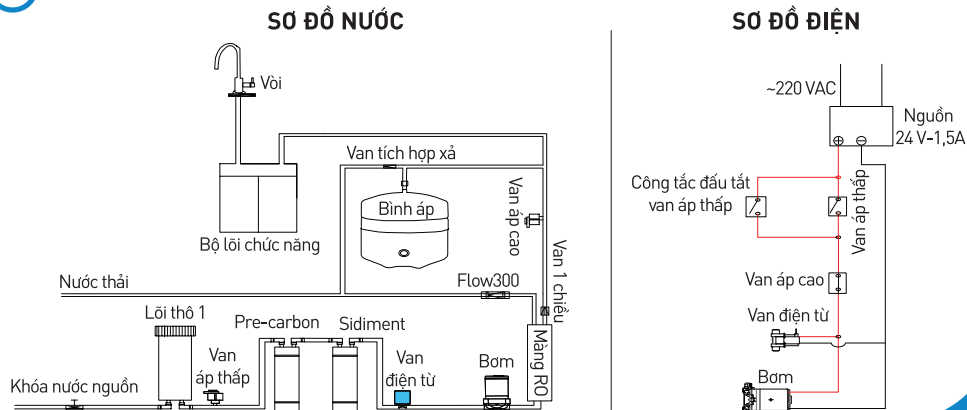 SƠ ĐỒ NƯỚC
Vòi
Van tích hợp xả
Bình áp
Van áp cao
Bộ lõi chức năng
Van 1 chiều
Nước thải
Flow300
Lõi thô 1
Pre-carbon
Sidiment
Màng RO
Van
áp thấp
Van
điện từ
Bơm
Khóa nước nguồn
SƠ ĐỒ ĐIỆN
~220 VAC
Nguồn
24 V-1,5A
Công tắc đấu tắt
van áp thấp
Van áp thấp
Van áp cao
Van điện từ
Bơm